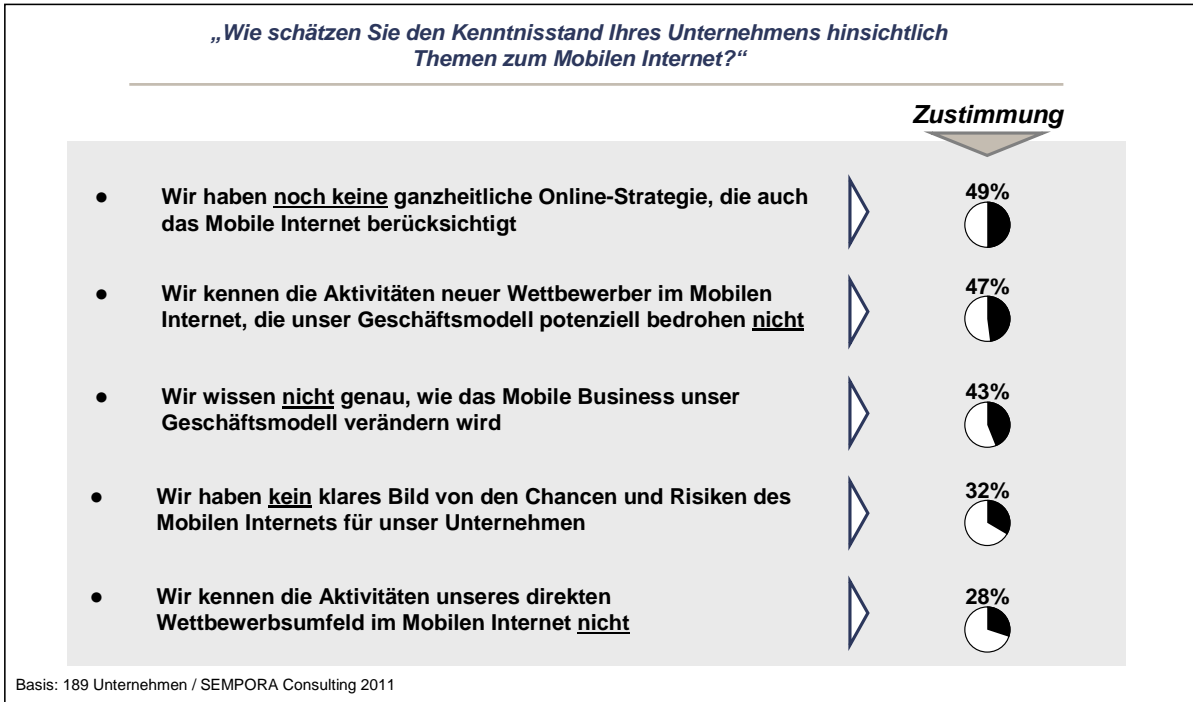 „Wie schätzen Sie den Kenntnisstand Ihres Unternehmens hinsichtlich
Themen zum Mobilen Internet?“
Zustimmung
● Wir haben noch keine ganzheitliche Online-Strategie, die auch
das Mobile Internet berücksichtigt
49%
● Wir kennen die Aktivitäten neuer Wettbewerber im Mobilen
Internet, die unser Geschäftsmodell potenziell bedrohen nicht
47%
● Wir wissen nicht genau, wie das Mobile Business unser
Geschäftsmodell verändern wird
43%
● Wir haben kein klares Bild von den Chancen und Risiken des
Mobilen Internets für unser Unternehmen
32%
● Wir kennen die Aktivitäten unseres direkten
Wettbewerbsumfeld im Mobilen Internet nicht
28%
Basis: 189 Unternehmen / SEMPORA Consulting 2011